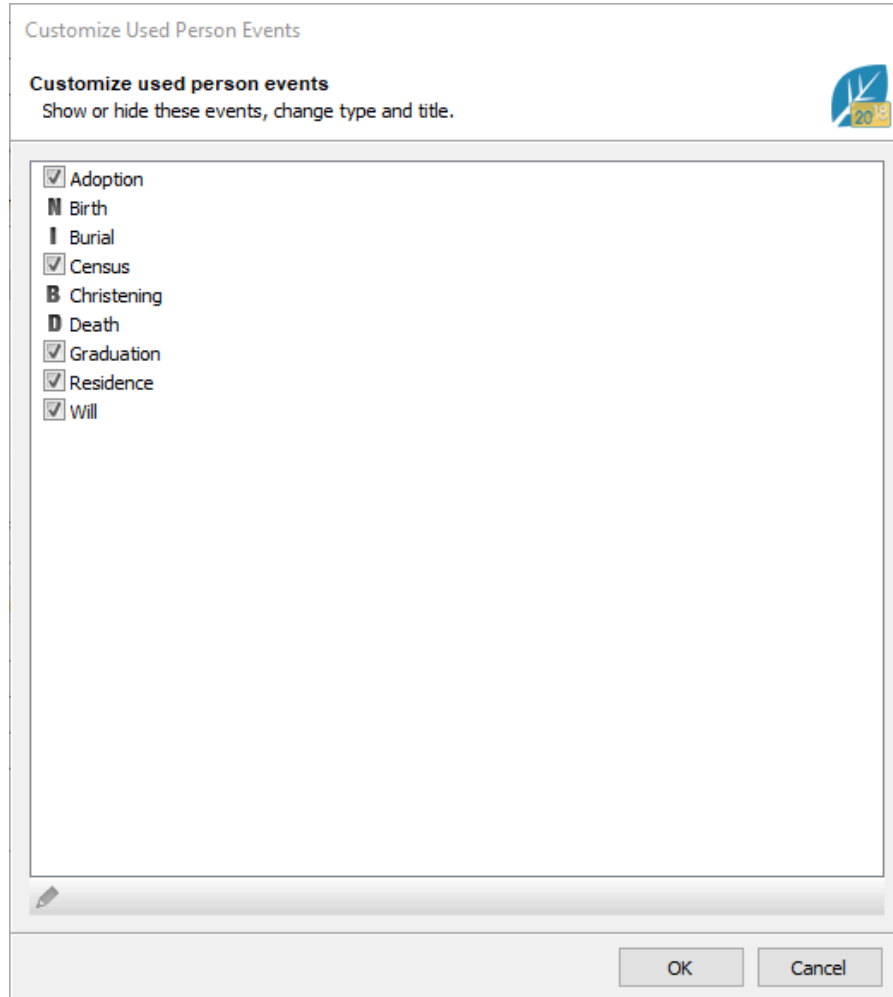 Customize Used Person Events
Customize used person events
Show or hide these events, change type and title.
2018
Adoption
N Birth
I Burial
Census
B Christening
D Death
Graduation
Residence
Will
OK
Cancel